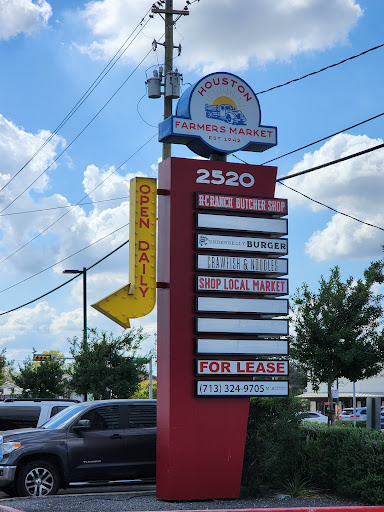 HOUSTON
FARMERS MARKET
EST. 1942
2520
R-C RANCH BUTCHER SHOP
UNDERBELLY BURGER
CRAWFISH & NOODLES
SHOP LOCAL MARKET
FOR LEASE
(713) 324-9705
OPEN DAILY